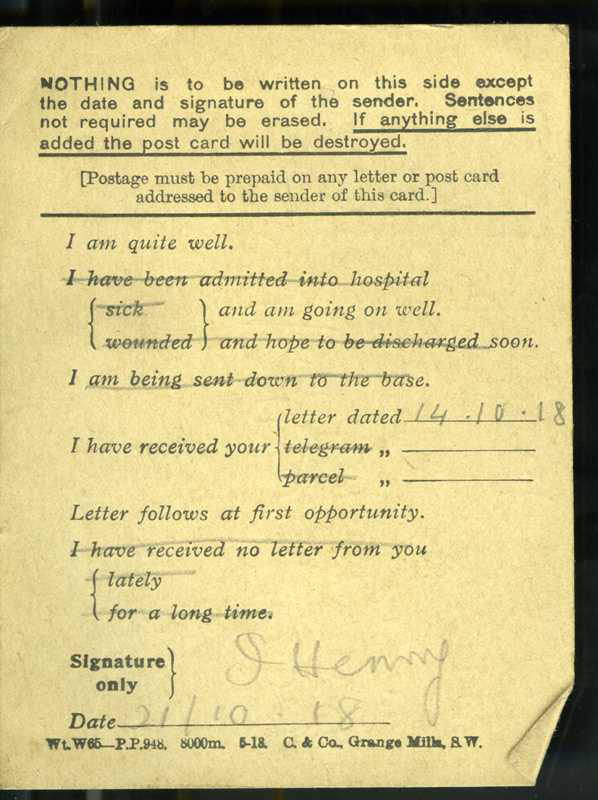 NOTHING is to be written on this side except
the date and signature of the sender. Sentences
not required may be erased. If anything else is
added the post card will be destroyed.
[Postage must be prepaid on any letter or post card
addressed to the sender of this card.]
I am quite well.
I have been admitted into hospital
sick and am going on well.
wounded and hope to be discharged soon.
I am being sent down to the base.
letter dated 14.10.18
I have received your telegram „
parcel „
Letter follows at first opportunity.
I have received no letter from you
lately
for a long time.
Signature
only
I Henry
Date 21/10.18
Wt.W65—P.P.948. 8000m. 5-18. C. & Co., Grange Mills, S.W.